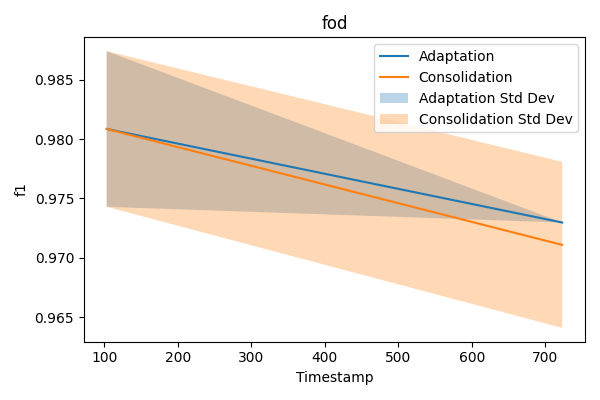 fod
Adaptation
Consolidation
Adaptation Std Dev
Consolidation Std Dev
f1
0.985
0.980
0.975
0.970
0.965
100 200 300 400 500 600 700
Timestamp